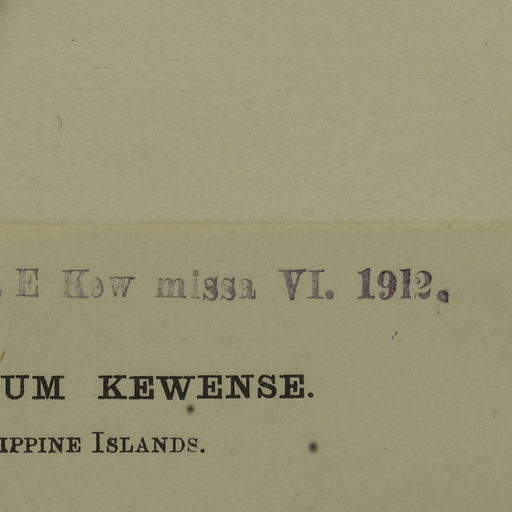 . E Kew missa VI. 1912.
UM KEWENSE.
IPPINE ISLANDS.